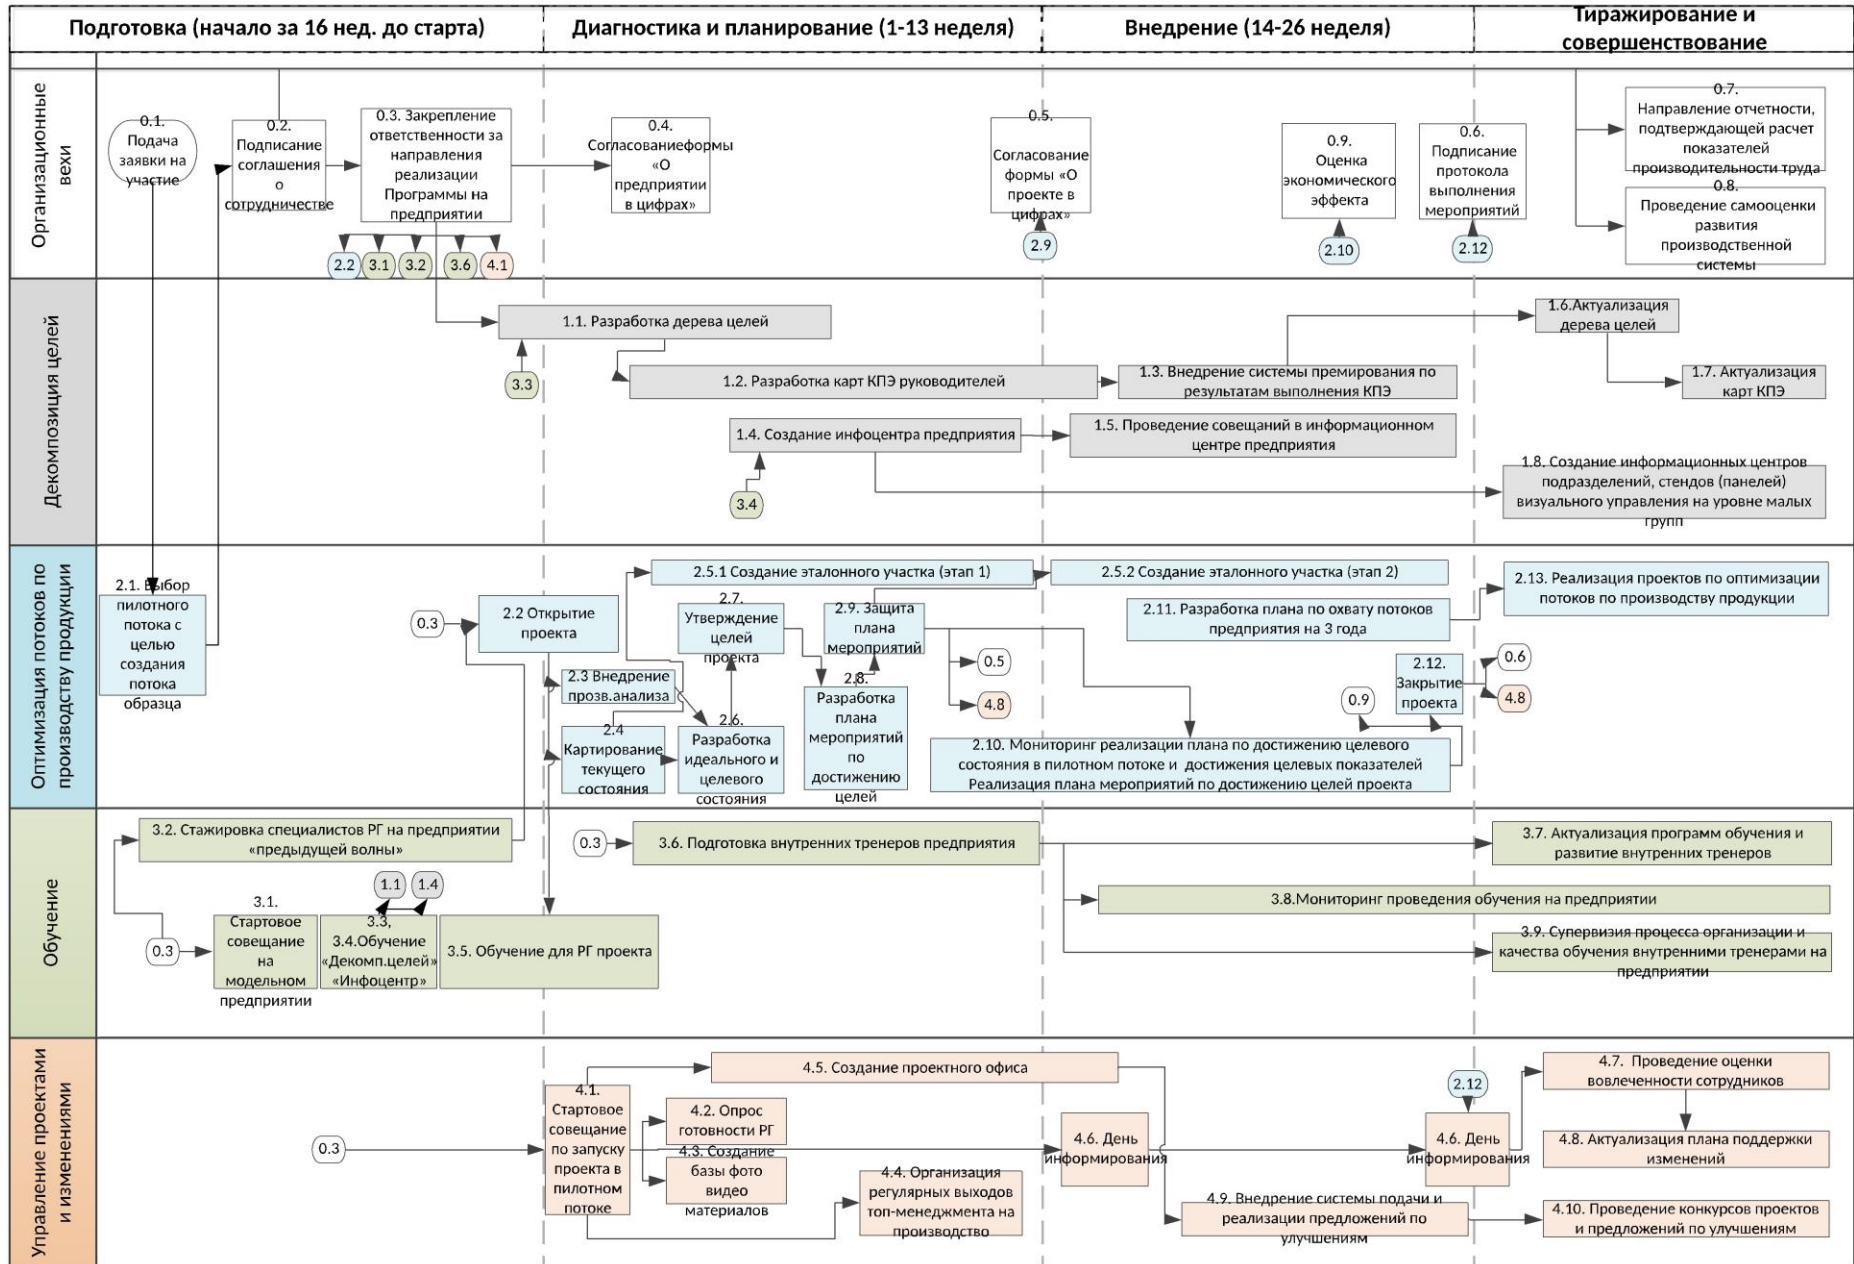 Подготовка (начало за 16 нед. до старта)
Диагностика и планирование (1-13 неделя)
Внедрение (14-26 неделя)
Тиражирование и
совершенствование
Организационные
вехи
0.1.
Подача
заявки на
участие
0.2.
Подписание
соглашения
о
сотрудничестве
0.3. Закрепление
ответственности за
направления
реализации
Программы на
предприятии
2.2
3.1
3.2
3.6
4.1
0.4.
Согласованиеформы
«О
предприятии
в цифрах»
0.5.
Согласование
формы «О
проекте в
цифрах»
2.9
0.9.
Оценка
экономического
эффекта
2.10
0.6.
Подписание
протокола
выполнения
мероприятий
2.12
0.7.
Направление отчетности,
подтверждающей расчет
показателей
производительности труда
0.8.
Проведение самооценки
развития
производственной
системы
Декомпозиция целей
1.1. Разработка дерева целей
3.3
1.2. Разработка карт КПЭ руководителей
1.3. Внедрение системы премирования по
результатам выполнения КПЭ
1.6.Актуализация
дерева целей
1.7. Актуализация
карт КПЭ
1.4. Создание инфоцентра предприятия
3.4
1.5. Проведение совещаний в информационном
центре предприятия
1.8. Создание информационных центров
подразделений, стендов (панелей)
визуального управления на уровне малых
групп
Оптимизация потоков по
производству продукции
2.1. Выбор
пилотного
потока с
целью
создания
потока
образца
0.3
2.2 Открытие
проекта
2.5.1 Создание эталонного участка (этап 1)
2.5.2 Создание эталонного участка (этап 2)
2.3 Внедрение
прозв.анализа
2.4
Картирование
текущего
состояния
2.7.
Утверждение
целей
проекта
2.6.
Разработка
идеального и
целевого
состояния
2.9. Защита
плана
мероприятий
2.8.
Разработка
плана
мероприятий
по
достижению
целей
0.5
4.8
2.11. Разработка плана по охвату потоков
предприятия на 3 года
2.13. Реализация проектов по оптимизации
потоков по производству продукции
2.10. Мониторинг реализации плана по достижению целевого
состояния в пилотном потоке и достижения целевых показателей
Реализация плана мероприятий по достижению целей проекта
0.9
2.12.
Закрытие
проекта
0.6
4.8
Обучение
3.2. Стажировка специалистов РГ на предприятии
«предыдущей волны»
0.3
3.1.
Стартовое
совещание
на
модельном
предприятии
1.1
1.4
3.3,
3.4.Обучение
«Декомп.целей»
«Инфоцентр»
3.5. Обучение для РГ проекта
0.3
3.6. Подготовка внутренних тренеров предприятия
3.7. Актуализация программ обучения и
развитие внутренних тренеров
3.8.Мониторинг проведения обучения на предприятии
3.9. Супервизия процесса организации и
качества обучения внутренними тренерами на
предприятии
Управление проектами
и изменениями
0.3
4.1.
Стартовое
совещание
по запуску
проекта в
пилотном
потоке
4.5. Создание проектного офиса
4.2. Опрос
готовности РГ
4.3. Создание
базы фото
видео
материалов
4.4. Организация
регулярных выходов
топ-менеджмента на
производство
4.6. День
информирования
2.12
4.6. День
информирования
4.9. Внедрение системы подачи и
реализации предложений по
улучшениям
4.7. Проведение оценки
вовлеченности сотрудников
4.8. Актуализация плана поддержки
изменений
4.10. Проведение конкурсов проектов
и предложений по улучшениям